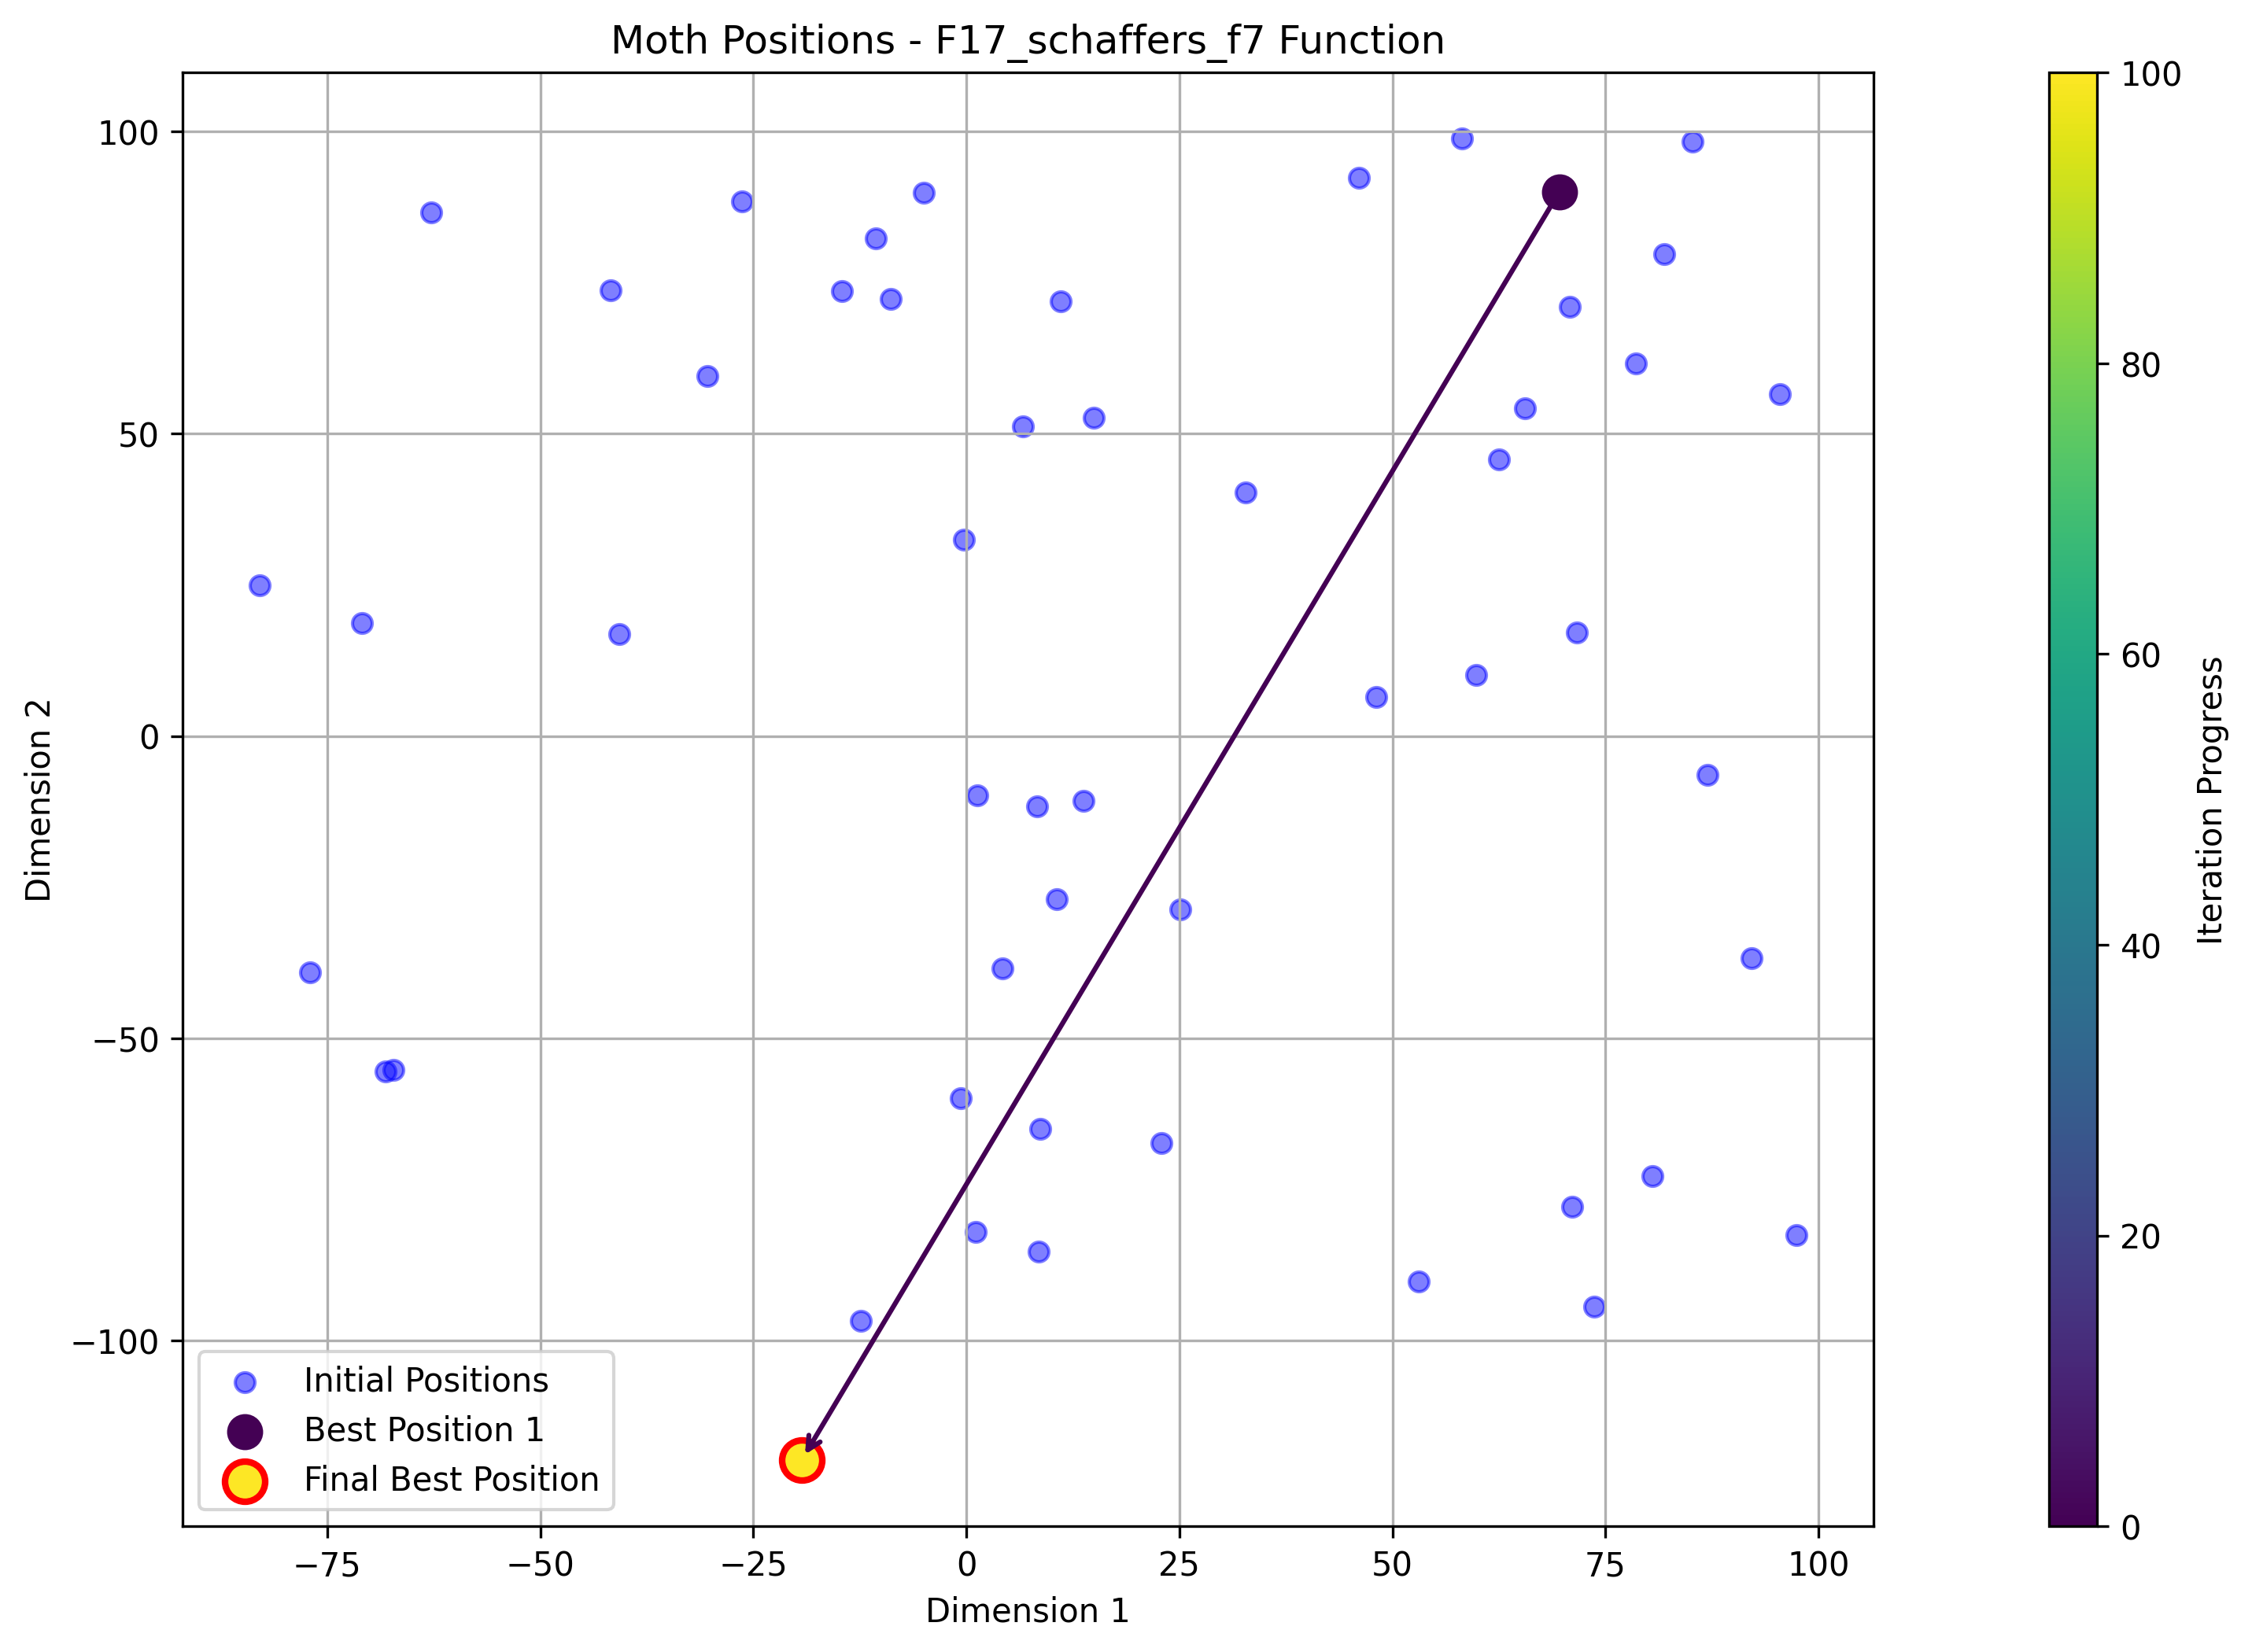 Moth Positions - F17_schaffers_f7 Function
100
50
0
−50
−100
Dimension 2
−75
−50
−25
0
25
50
75
100
Dimension 1
Initial Positions
Best Position 1
Final Best Position
100
80
60
40
20
0
Iteration Progress